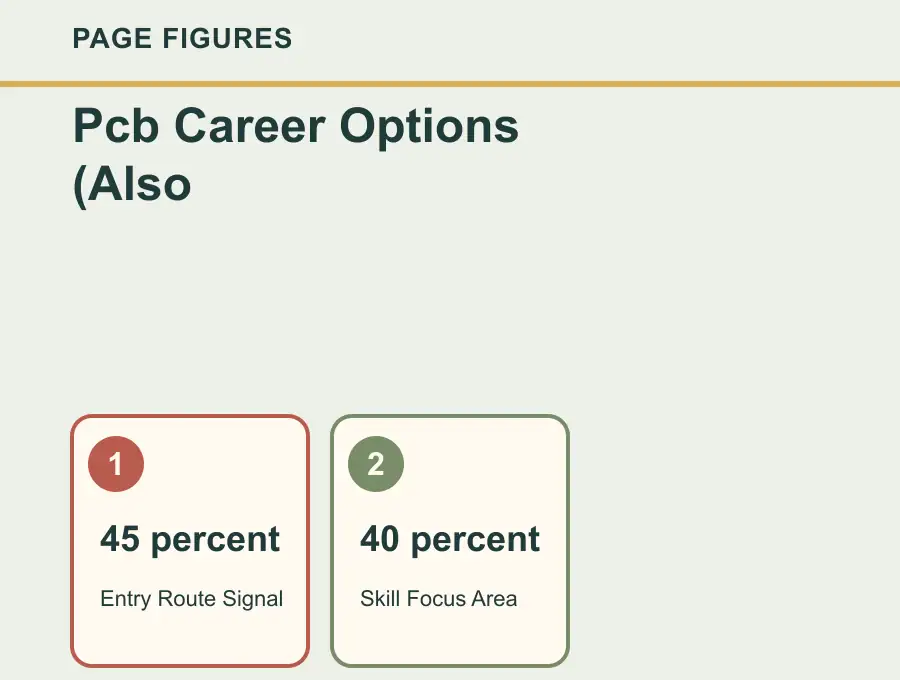 PAGE FIGURES
Pcb Career Options
(Also
1
45 percent
Entry Route Signal
2
40 percent
Skill Focus Area